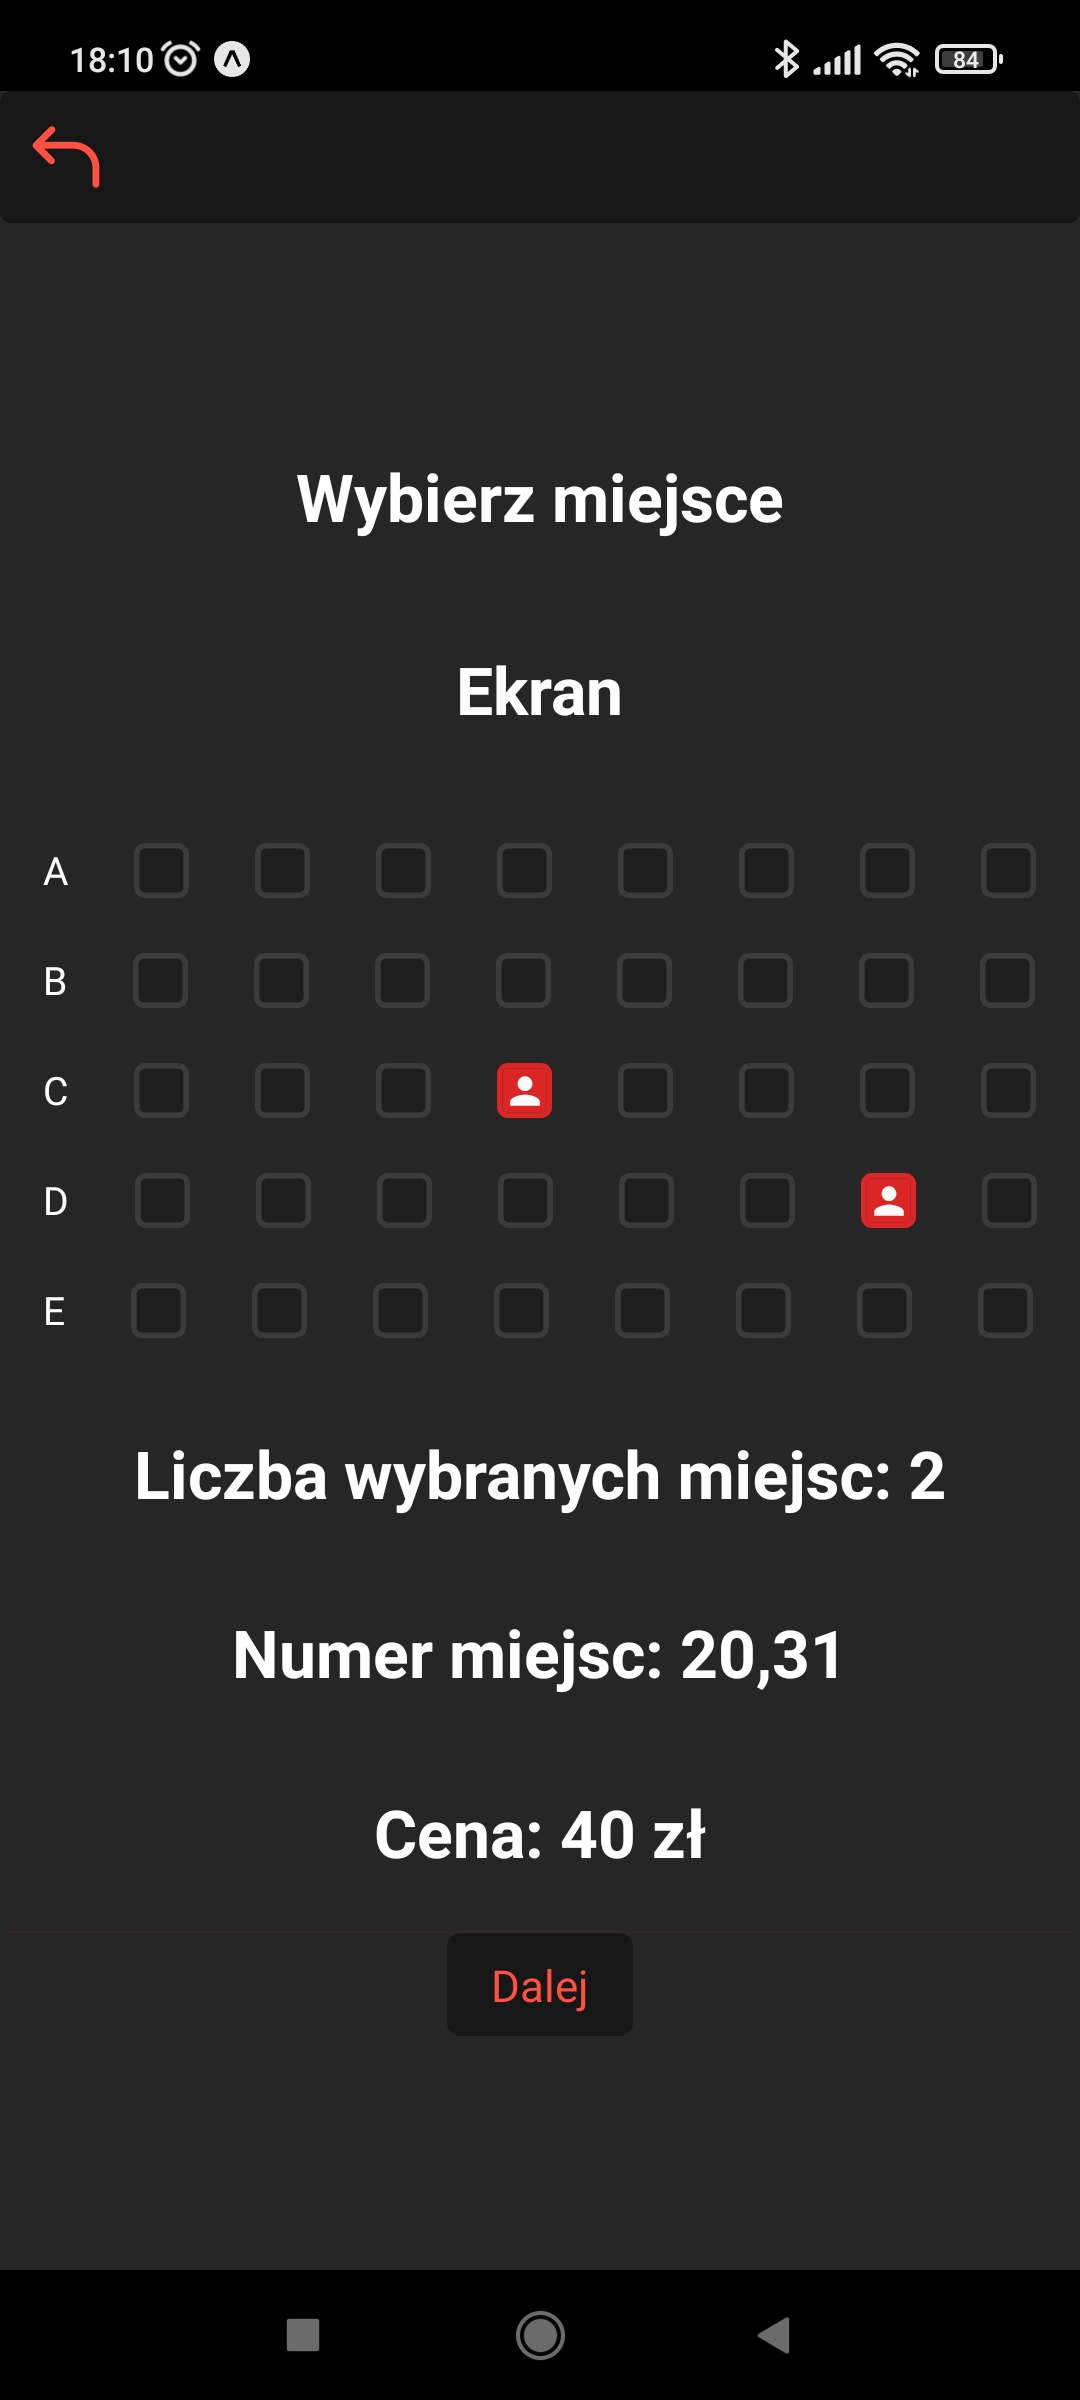 18:10 84
Wybierz miejsce
Ekran
A
B
C
D
E
Liczba wybranych miejsc: 2
Numer miejsc: 20,31
Cena: 40 zł
Dalej